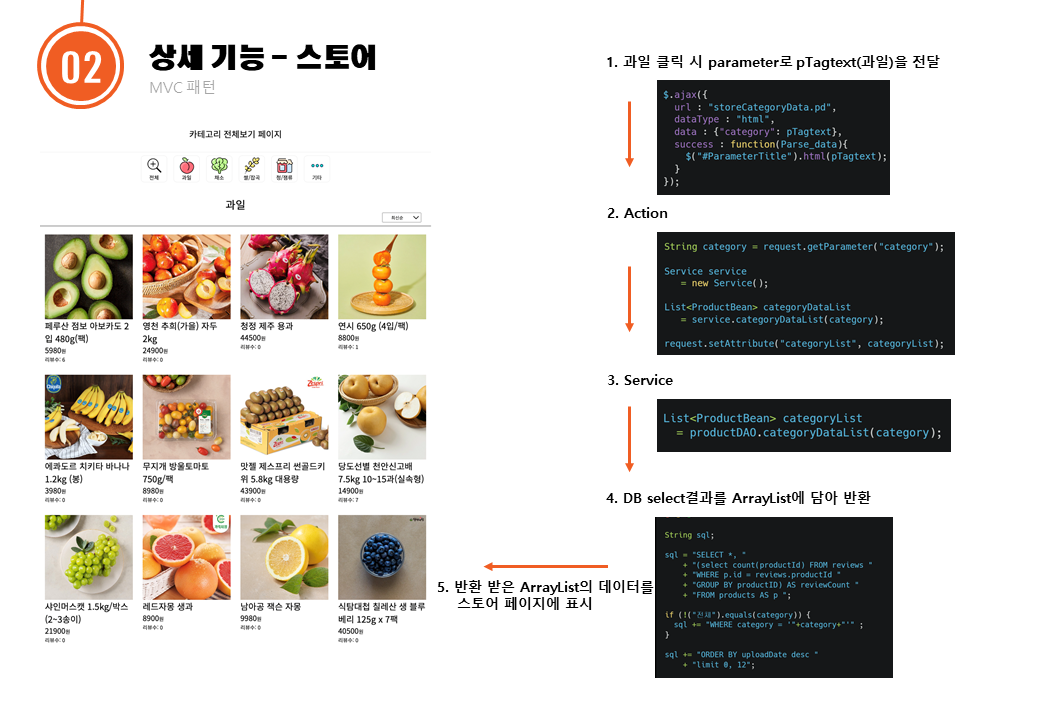 02
상세 기능 – 스토어
MVC 패턴
카테고리 전체보기 페이지
전체
과일
채소
쌀/잡곡
장/잼류
기타
과일
최신순
페루산 점보 아보카도 2
입 480g(팩)
5980원
리뷰수: 6
영천 추희(가을) 자두
2kg
24900원
리뷰수: 0
청정 제주 용과
44500원
리뷰수: 0
연시 650g (4입/팩)
8800원
리뷰수: 1
에콰도르 치키타 바나나
1.2kg (봉)
3980원
리뷰수: 0
무지개 방울토마토
750g/팩
8980원
리뷰수: 0
Zespri
맛젤 제스프리 썬골드키
위 5.8kg 대용량
43900원
리뷰수: 0
당도선별 천안신고배
7.5kg 10~15과(실속형)
14900원
리뷰수: 7
샤인머스캣 1.5kg/박스
(2~3송이)
21900원
리뷰수: 0
레드자몽 생과
8900원
리뷰수: 0
남아공 잭슨 자몽
9980원
리뷰수: 0
식탐대첩 칠레산 생 블루
베리 125g x 7팩
40500원
리뷰수: 0
1. 과일 클릭 시 parameter로 pTagtext(과일)을 전달
$.ajax({
url : "storeCategoryData.pd",
dataType : "html",
data : {"category": pTagtext},
success : function(Parse_data){
$("#ParameterTitle").html(pTagtext);
}
});
2. Action
String category = request.getParameter("category");
Service service
= new Service();
List<ProductBean> categoryDataList
= service.categoryDataList(category);
request.setAttribute("categoryList", categoryList);
3. Service
List<ProductBean> categoryList
= productDAO.categoryDataList(category);
4. DB select결과를 ArrayList에 담아 반환
String sql;
sql = "SELECT *, "
+ "(select count(productId) FROM reviews "
+ "WHERE p.id = reviews.productId "
+ "GROUP BY productID) AS reviewCount "
+ "FROM products AS p ";
if (!("전체").equals(category)) {
sql += "WHERE category = '"+category+"'" ;
}
sql += "ORDER BY uploadDate desc "
+ "limit 0, 12";
5. 반환 받은 ArrayList의 데이터를
스토어 페이지에 표시